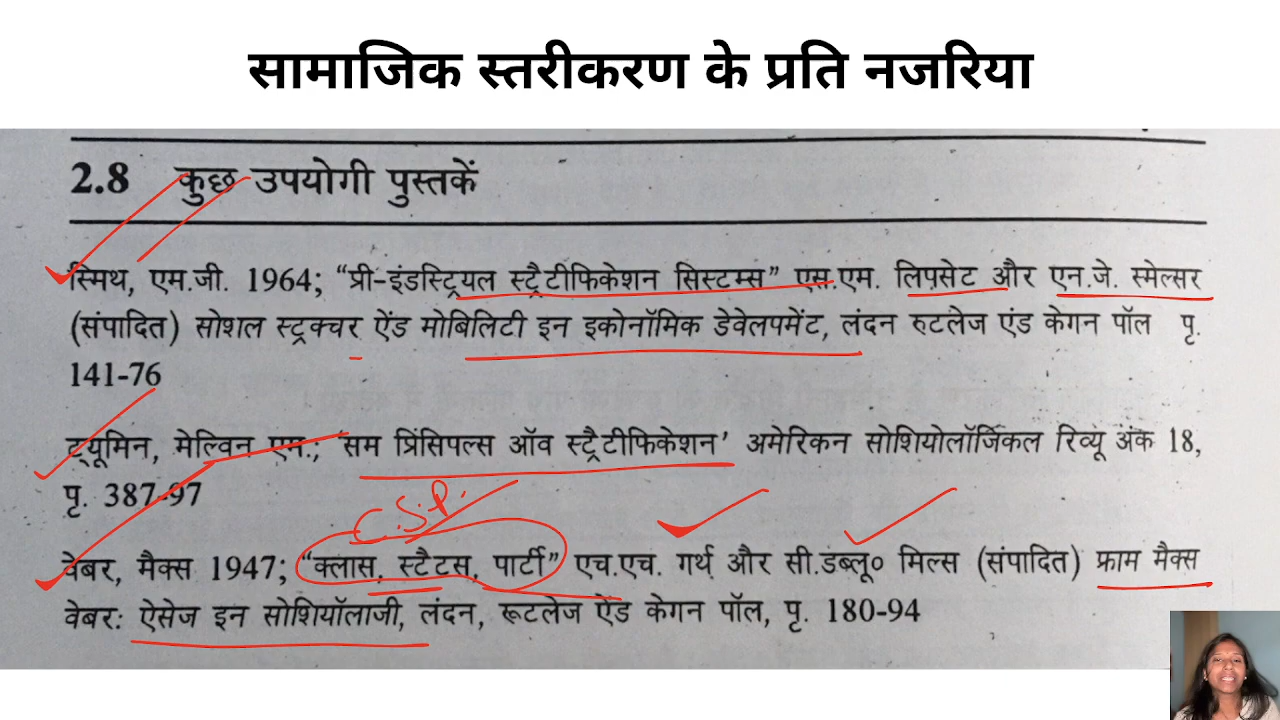 सामाजिक स्तरीकरण के प्रति नजरिया
2.8 कुछ उपयोगी पुस्तकें
स्मिथ, एम.जी. 1964; “प्री-इंडस्ट्रियल स्ट्रैटीफिकेशन सिस्टम्स” एस.एम. लिपसेट और एन.जे. स्मेल्सर
(संपादित) सोशल स्ट्रक्चर ऐंड मोबिलिटी इन इकोनॉमिक डेवेलपमेंट, लंदन रुटलेज एंड केगन पॉल पृ.
141-76
ट्यूमिन, मेल्विन एम.; ‘सम प्रिंसिपल्स ऑव स्ट्रैटीफिकेशन’ अमेरिकन सोशियोलॉर्जिकल रिव्यू अंक 18,
पृ. 387-97
C.S.P.
वेबर, मैक्स 1947; “क्लास, स्टैटस, पार्टी” एच.एच. गर्थ और सी.डब्लू० मिल्स (संपादित) फ्राम मैक्स
वेबर: ऐसेज इन सोशियॉलाजी, लंदन, रूटलेज ऐंड केगन पॉल, पृ. 180-94